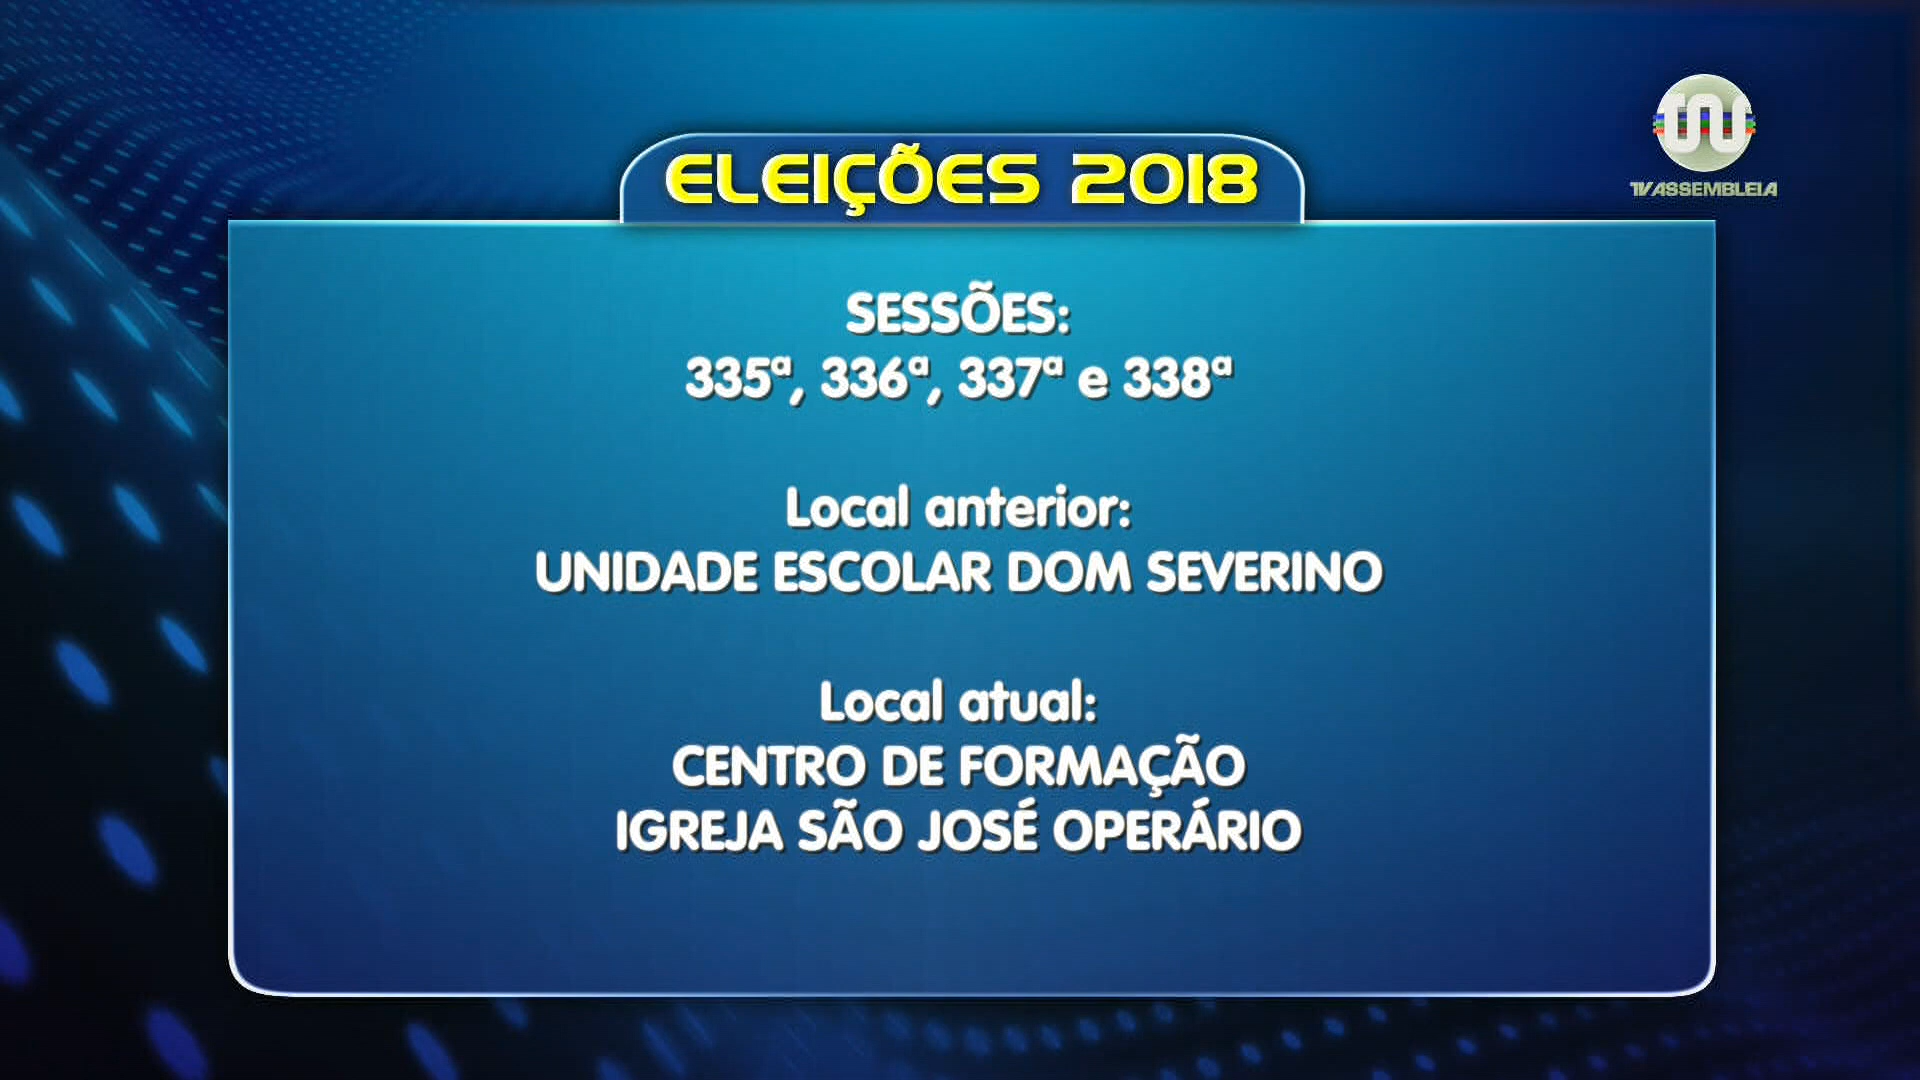 TV ASSEMBLEIA
ELEIÇÕES 2018
SESSÕES:
335ª, 336ª, 337ª e 338ª
Local anterior:
UNIDADE ESCOLAR DOM SEVERINO
Local atual:
CENTRO DE FORMAÇÃO
IGREJA SÃO JOSÉ OPERÁRIO